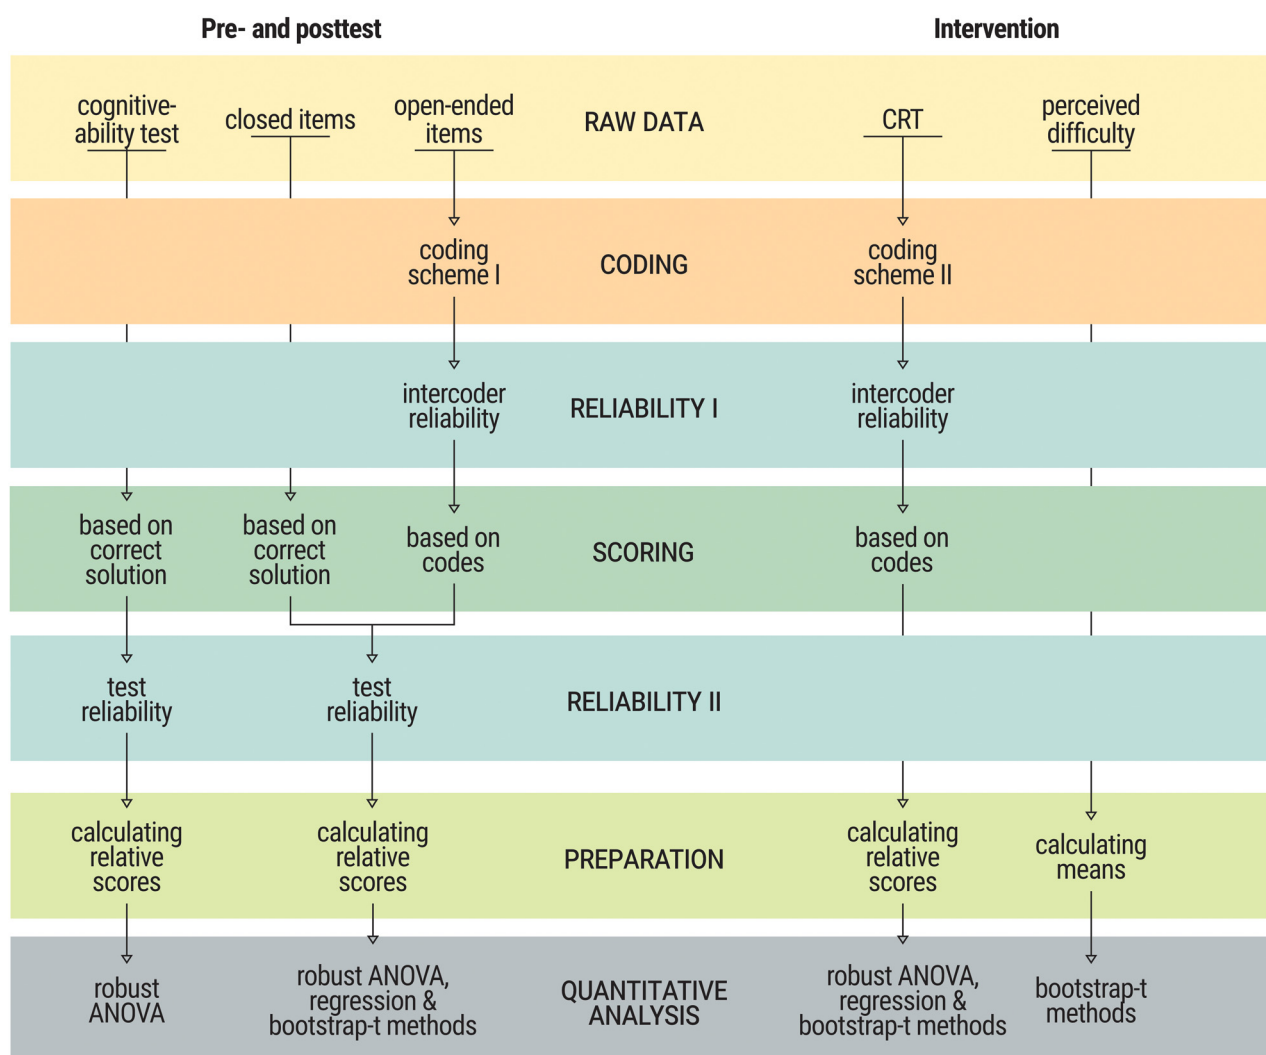 Pre- and posttest
Intervention
cognitive-
ability test
closed items
open-ended
items
RAW DATA
CRT
perceived
difficulty
coding
scheme I
CODING
coding
scheme II
intercoder
reliability
RELIABILITY I
intercoder
reliability
based on
correct
solution
based on
correct
solution
based on
codes
SCORING
based on
codes
test
reliability
test
reliability
RELIABILITY II
calculating
relative
scores
calculating
relative
scores
PREPARATION
calculating
relative
scores
calculating
means
robust
ANOVA
robust ANOVA,
regression &
bootstrap-t methods
QUANTITATIVE
ANALYSIS
robust ANOVA,
regression &
bootstrap-t methods
bootstrap-t
methods